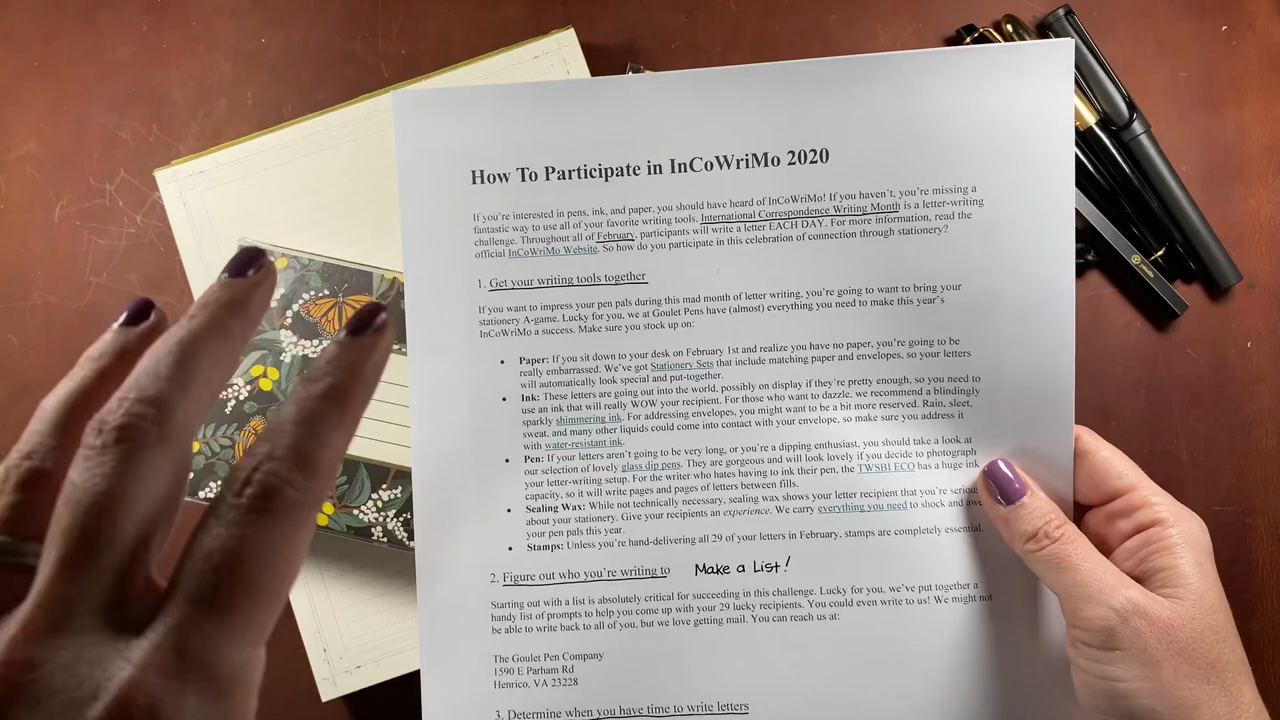 How To Participate in InCoWriMo 2020
If you're interested in pens, ink, and paper, you should have heard of InCoWriMo! If you haven't, you're missing a
fantastic way to use all of your favorite writing tools. International Correspondence Writing Month is a letter-writing
challenge. Throughout all of February, participants will write a letter EACH DAY. For more information, read the
official InCoWriMo Website. So how do you participate in this celebration of connection through stationery?
1. Get your writing tools together
If you want to impress your pen pals during this mad month of letter writing, you're going to want to bring your
stationery A-game. Lucky for you, we at Goulet Pens have (almost) everything you need to make this year's
InCoWriMo a success. Make sure you stock up on:
• Paper: If you sit down to your desk on February 1st and realize you have no paper, you're going to be
really embarrassed. We've got Stationery Sets that include matching paper and envelopes, so your letters
will automatically look special and put-together.
• Ink: These letters are going out into the world, possibly on display if they're pretty enough, so you need to
use an ink that will really WOW your recipient. For those who want to dazzle, we recommend a blindingly
sparkly shimmering ink. For addressing envelopes, you might want to be a bit more reserved. Rain, sleet,
sweat, and many other liquids could come into contact with your envelope, so make sure you address it
with water-resistant ink.
• Pen: If your letters aren't going to be very long, or you're a dipping enthusiast, you should take a look at
our selection of lovely glass dip pens. They are gorgeous and will look lovely if you decide to photograph
your letter-writing setup. For the writer who hates having to ink their pen, the TWSBI ECO has a huge ink
capacity, so it will write pages and pages of letters between fills.
• Sealing Wax: While not technically necessary, sealing wax shows your letter recipient that you're serious
about your stationery. Give your recipients an experience. We carry everything you need to shock and awe
your pen pals this year.
• Stamps: Unless you're hand-delivering all 29 of your letters in February, stamps are completely essential.
2. Figure out who you're writing to Make a List!
Starting out with a list is absolutely critical for succeeding in this challenge. Lucky for you, we've put together a
handy list of prompts to help you come up with your 29 lucky recipients. You could even write to us! We might not
be able to write back to all of you, but we love getting mail. You can reach us at:
The Goulet Pen Company
1590 E Parham Rd
Henrico, VA 23228
3. Determine when you have time to write letters